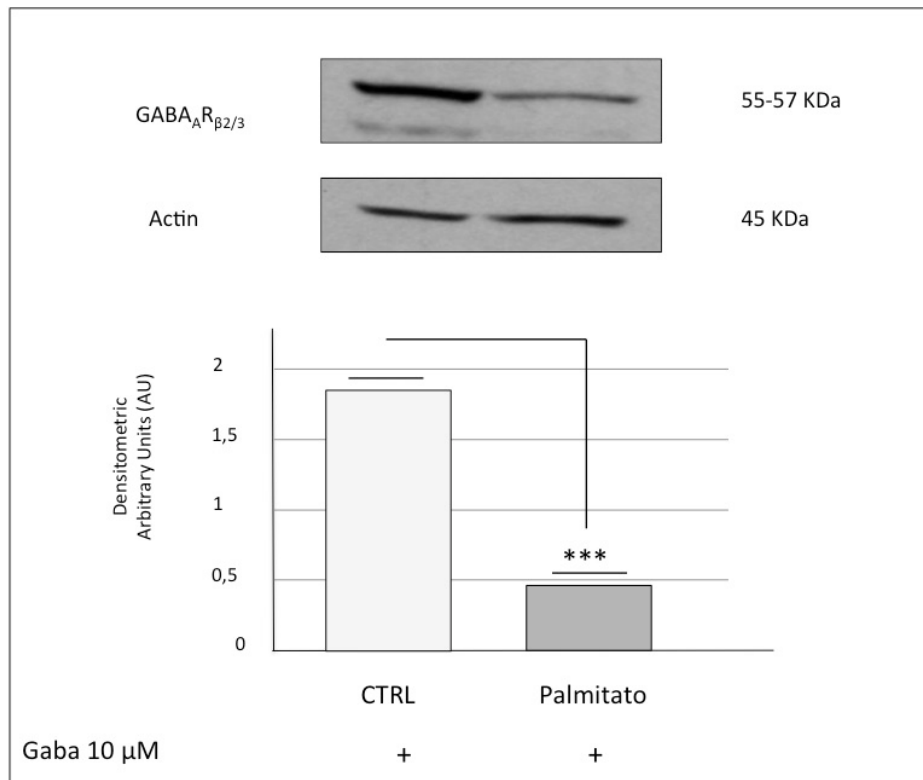 GABA_AR_β2/3 55-57 KDa
Actin 45 KDa
Densitometric
Arbitrary Units (AU)
2
1,5
1
0,5
0
***
CTRL Palmitato
Gaba 10 µM + +